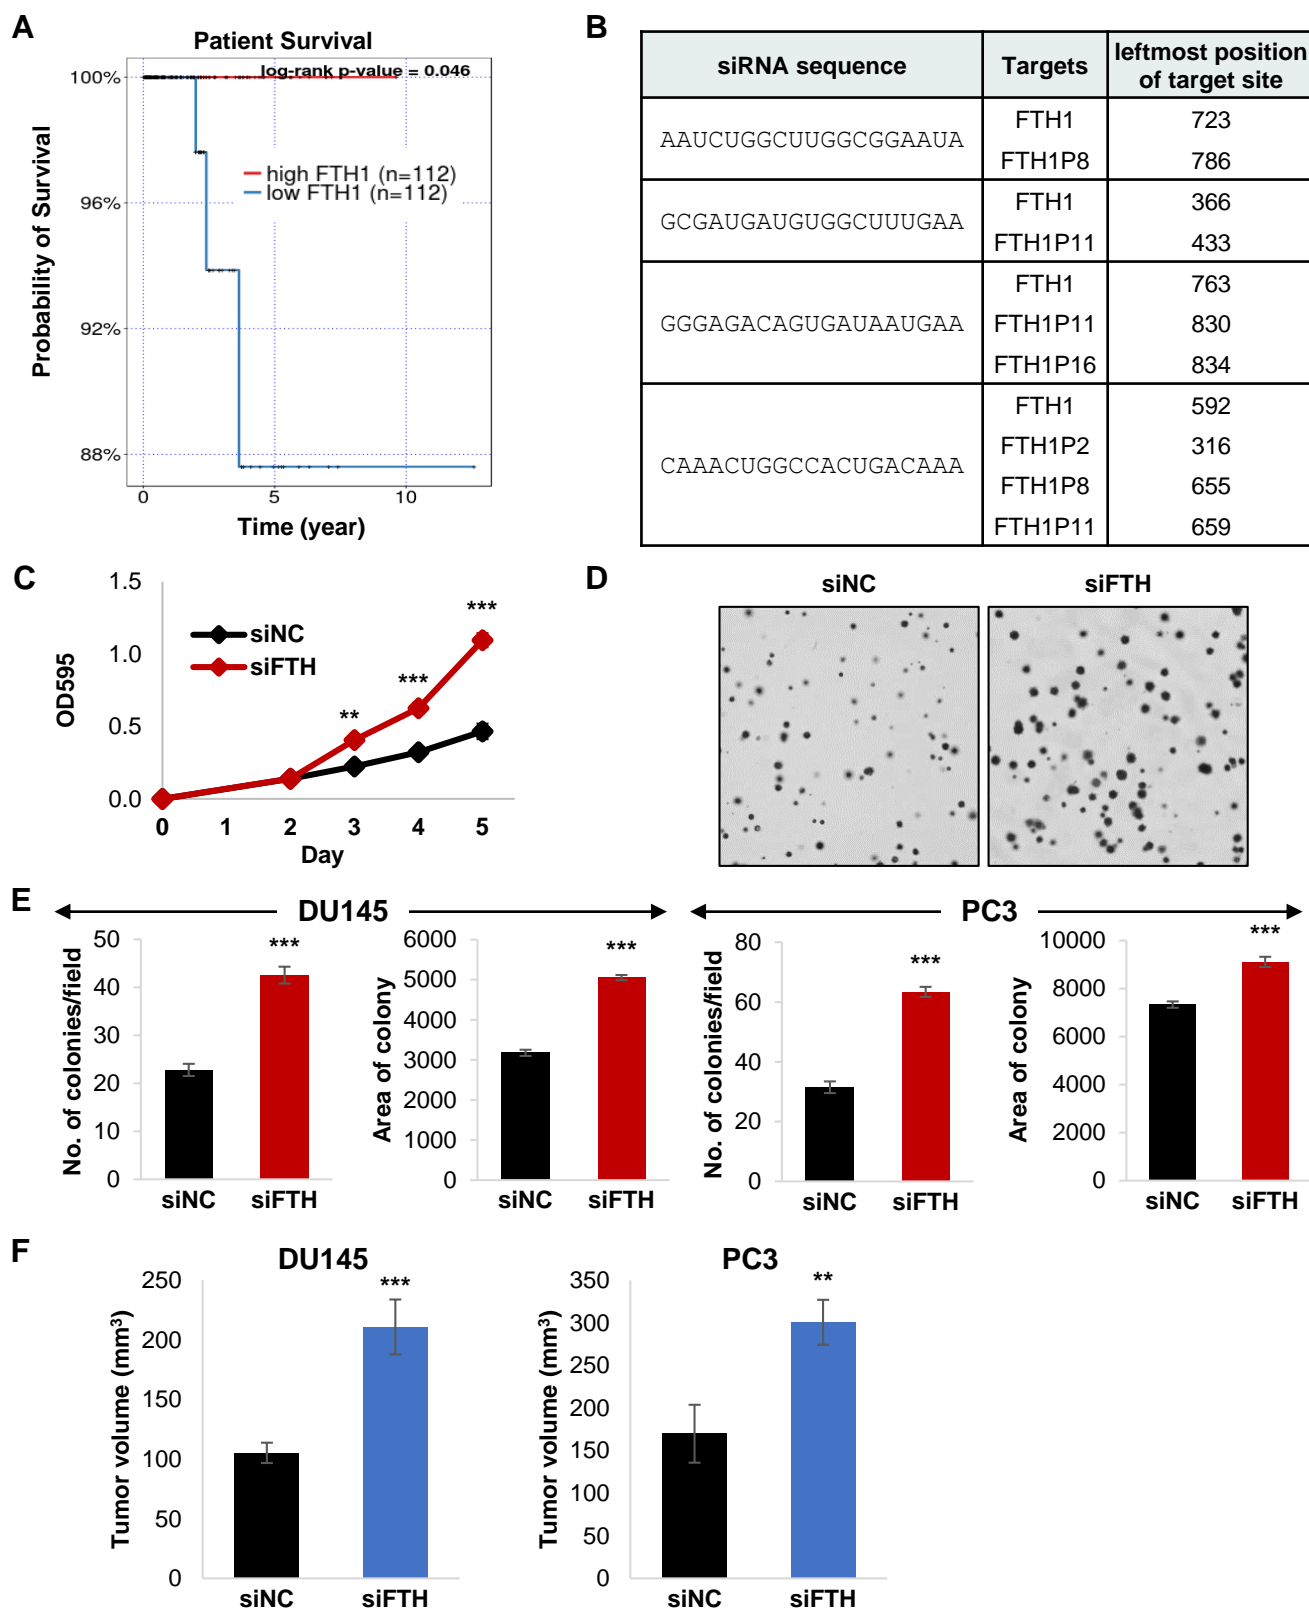 A
Patient Survival
log-rank p-value = 0.046
100%
96%
92%
88%
high FTH1 (n=112)
low FTH1 (n=112)
Probability of Survival
0
5
10
Time (year)
B
siRNA sequence
Targets
leftmost position
of target site
AAUCUGGCUUGGCGGAAUA
FTH1
723
FTH1P8
786
GCGAUGAUGUGGCUUUGAA
FTH1
366
FTH1P11
433
GGGAGACAGUGAUAAUGAA
FTH1
763
FTH1P11
830
FTH1P16
834
CAAACUGGCCACUGACAAA
FTH1
592
FTH1P2
316
FTH1P8
655
FTH1P11
659
C
1.5
1.0
0.5
0.0
OD595
siNC
siFTH
**
***
***
0
1
2
3
4
5
Day
D
siNC
siFTH
E
DU145
PC3
No. of colonies/field
50
40
30
20
10
0
***
siNC
siFTH
Area of colony
6000
5000
4000
3000
2000
1000
0
***
siNC
siFTH
No. of colonies/field
80
60
40
20
0
***
siNC
siFTH
Area of colony
10000
8000
6000
4000
2000
0
***
siNC
siFTH
F
DU145
Tumor volume (mm³)
250
200
150
100
50
0
***
siNC
siFTH
PC3
Tumor volume (mm³)
350
300
250
200
150
100
50
0
**
siNC
siFTH